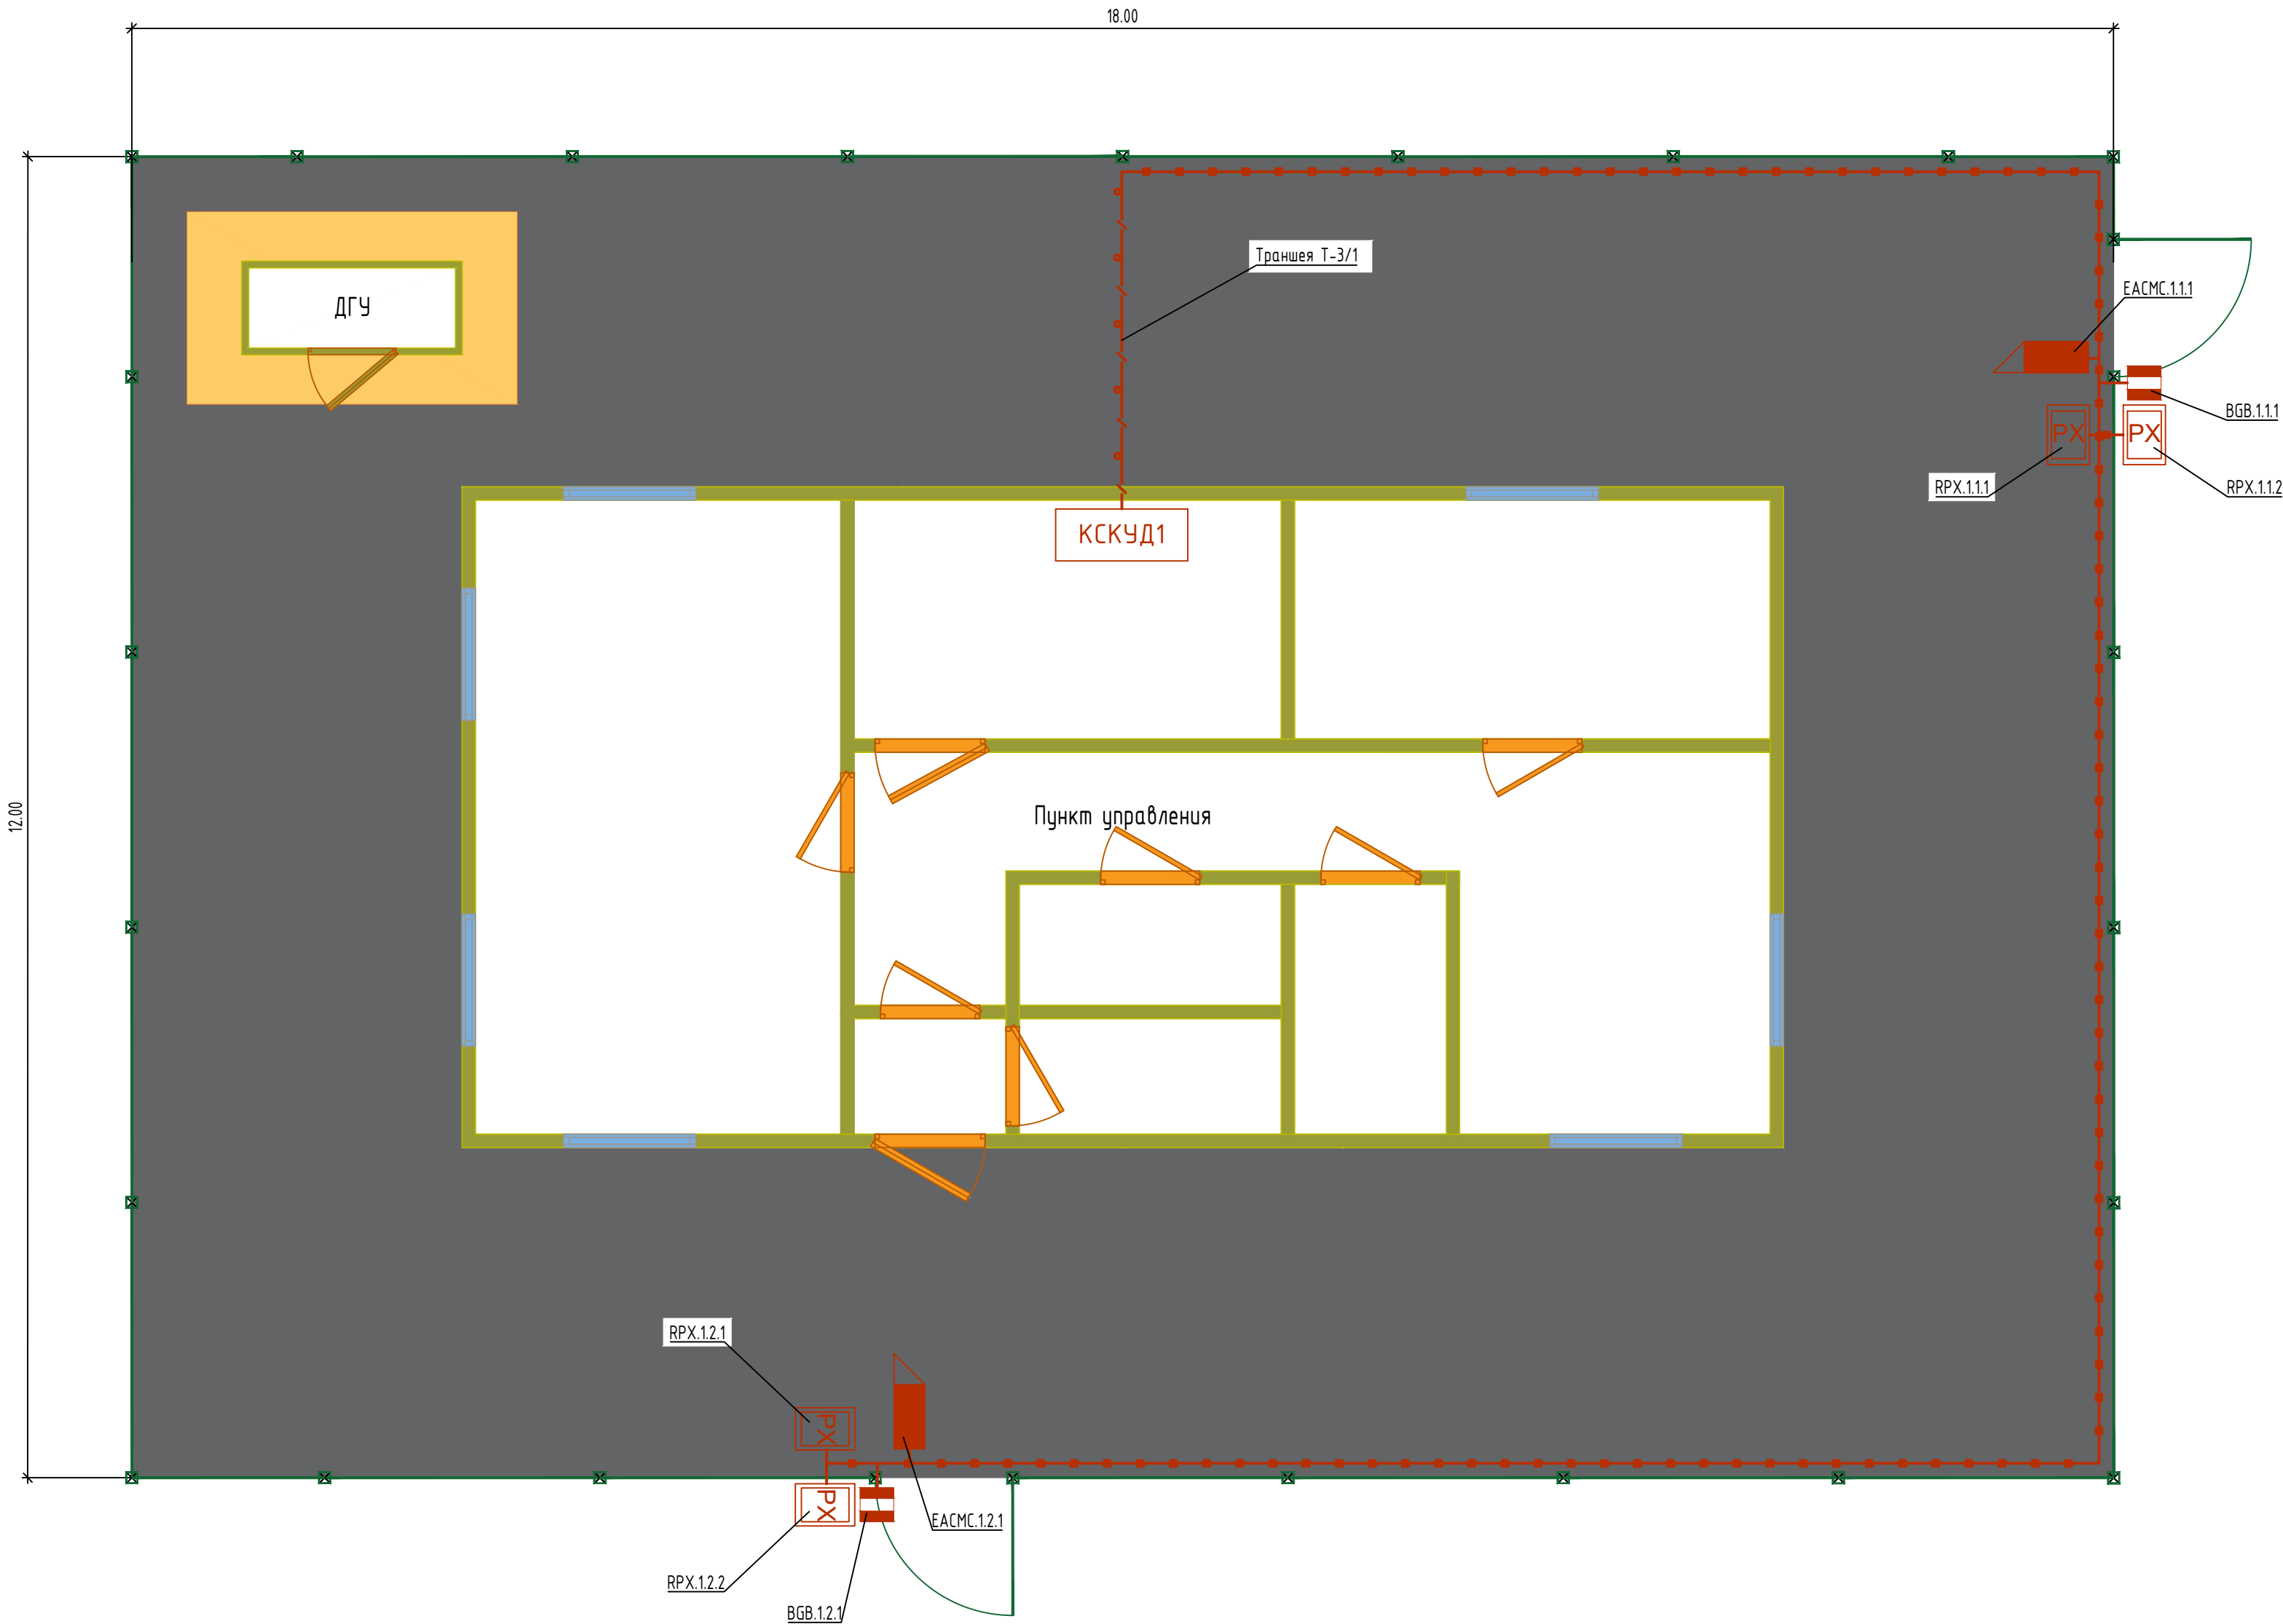 18.00
Траншея Т-3/1
EACMC.1.1.1
ДГУ
BGB.1.1.1
PX
PX
RPX.1.1.1
RPX.1.1.2
КСКУД1
12.00
Пункт управления
RPX.1.2.1
PX
PX
EACMC.1.2.1
RPX.1.2.2
BGB.1.2.1